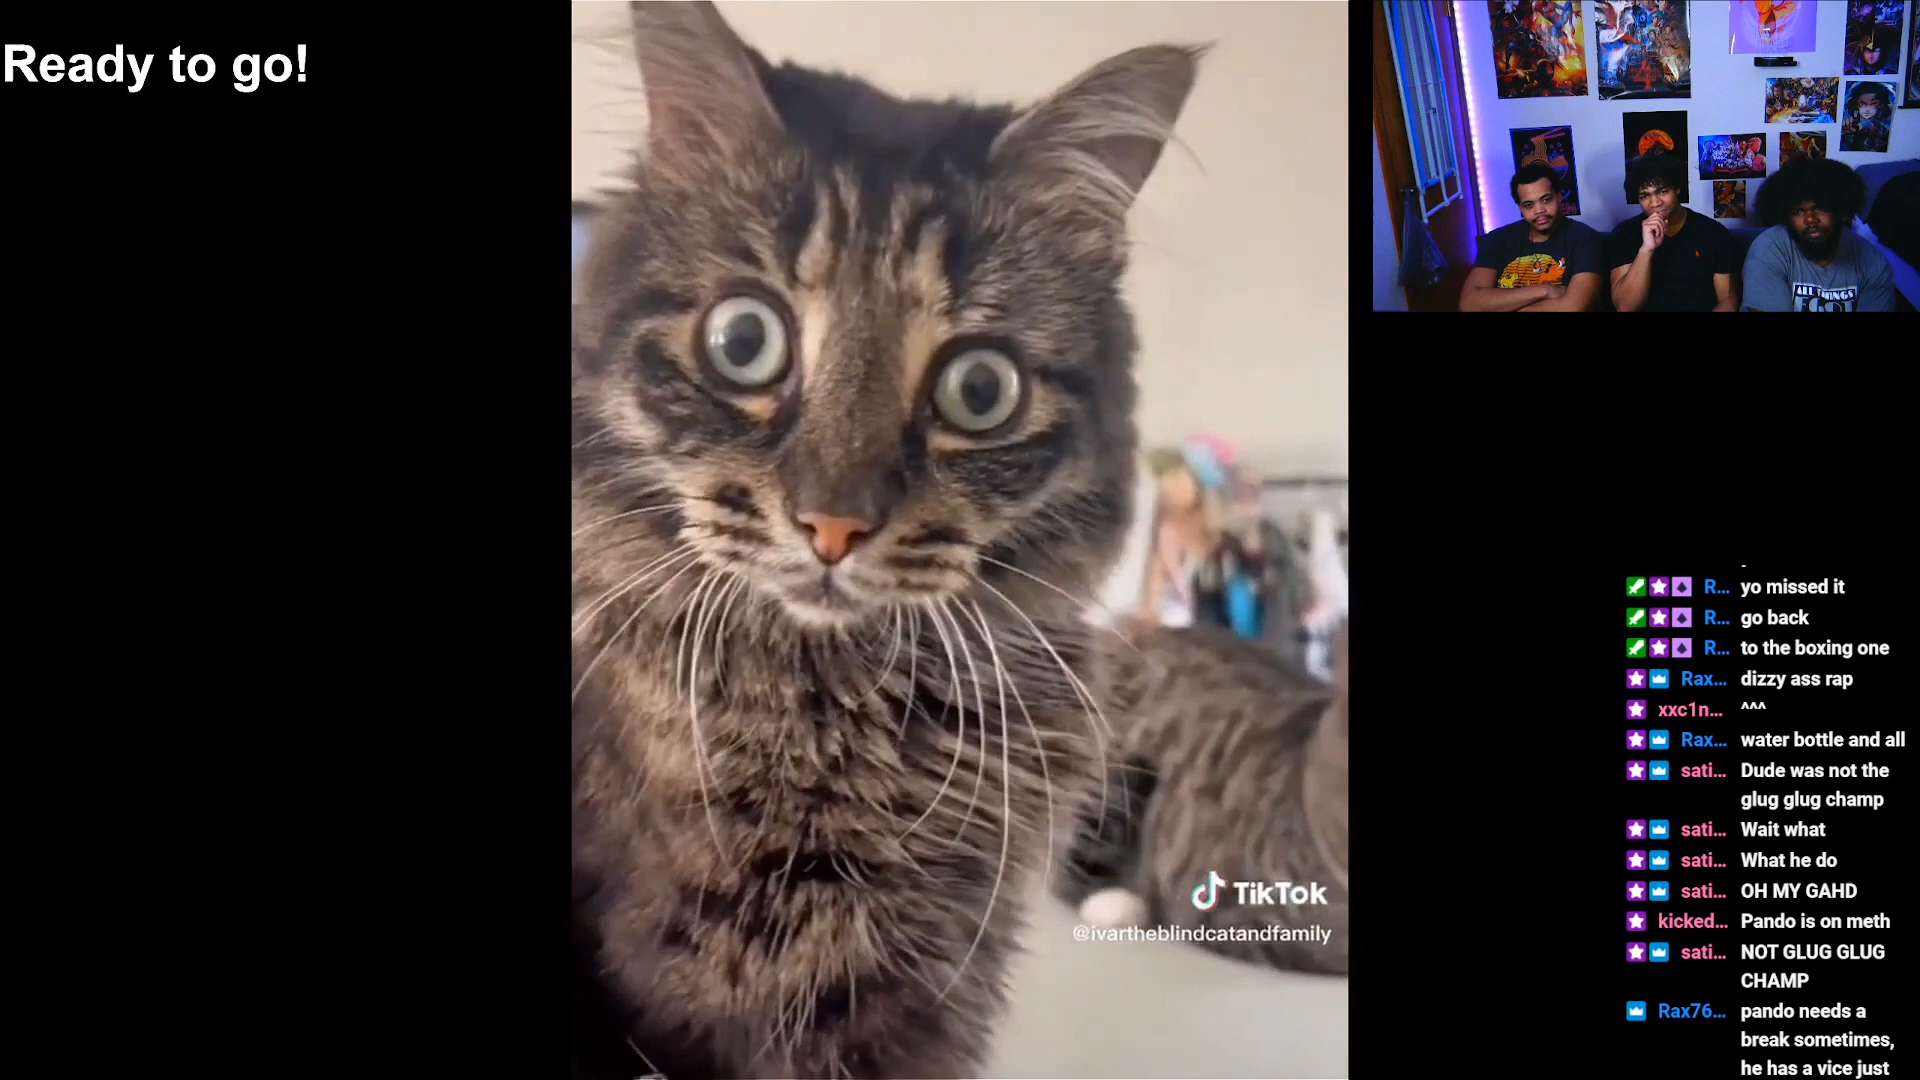 Ready to go!
ALL
TikTok
@ivartheblindcatandfamily
R... yo missed it
R... go back
R... to the boxing one
Rax... dizzy ass rap
xxc1n... ^^^
Rax... water bottle and all
sati... Dude was not the
glug glug champ
sati... Wait what
sati... What he do
sati... OH MY GAHD
kicked... Pando is on meth
sati... NOT GLUG GLUG
CHAMP
Rax76... pando needs a
break sometimes,
he has a vice just